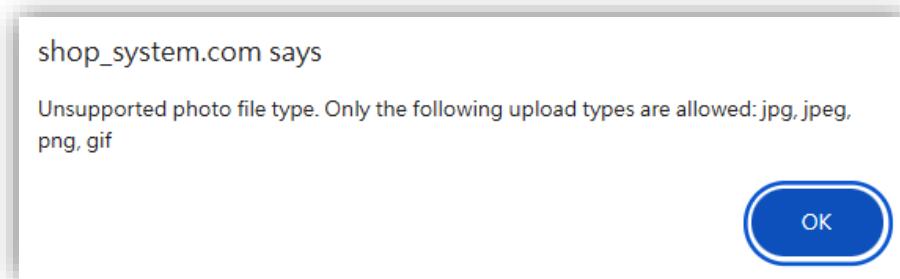 shop_system.com says
Unsupported photo file type. Only the following upload types are allowed: jpg, jpeg,
png, gif
OK